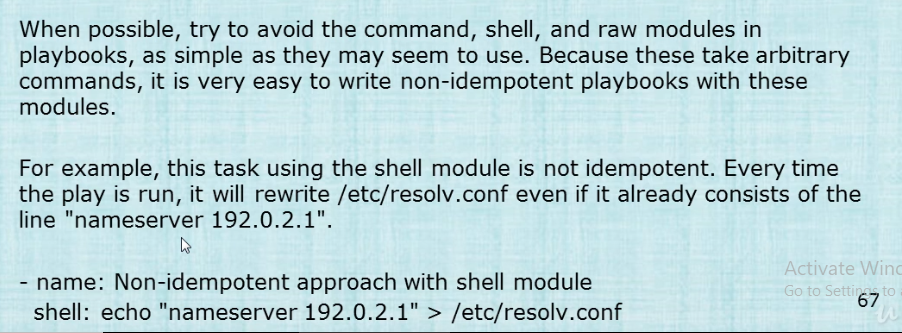 When possible, try to avoid the command, shell, and raw modules in
playbooks, as simple as they may seem to use. Because these take arbitrary
commands, it is very easy to write non-idempotent playbooks with these
modules.
For example, this task using the shell module is not idempotent. Every time
the play is run, it will rewrite /etc/resolv.conf even if it already consists of the
line "nameserver 192.0.2.1".
- name: Non-idempotent approach with shell module
shell: echo "nameserver 192.0.2.1" > /etc/resolv.conf
Activate Winc
Go to Settings to
67